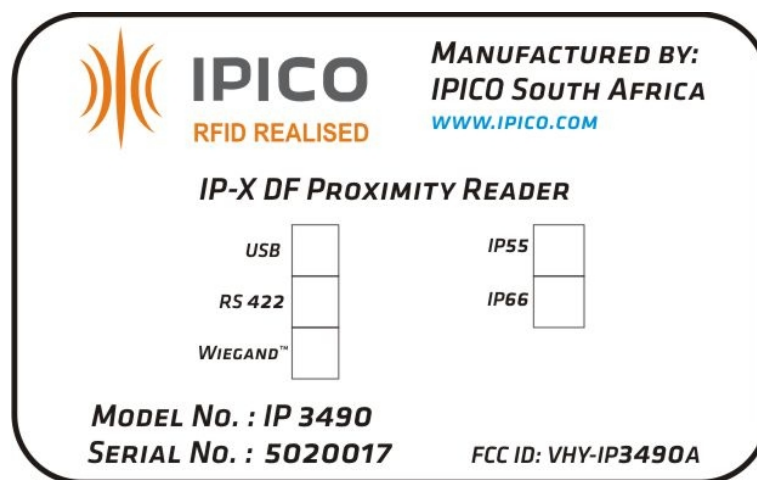 IPICO
RFID REALISED
MANUFACTURED BY:
IPICO SOUTH AFRICA
WWW.IPICO.COM
IP-X DF PROXIMITY READER
USB
IP55
RS 422
IP66
WIEGAND™
MODEL NO. : IP 3490
SERIAL NO. : 5020017
FCC ID: VHY-IP3490A